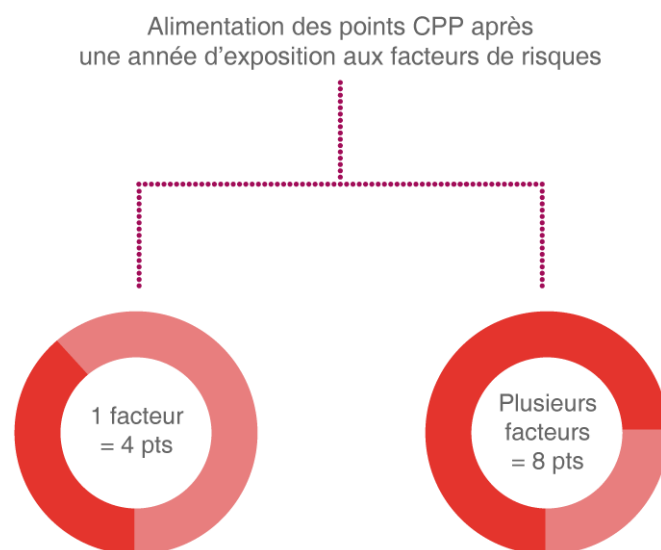 Alimentation des points CPP après
une année d'exposition aux facteurs de risques
1 facteur
= 4 pts
Plusieurs
facteurs
= 8 pts